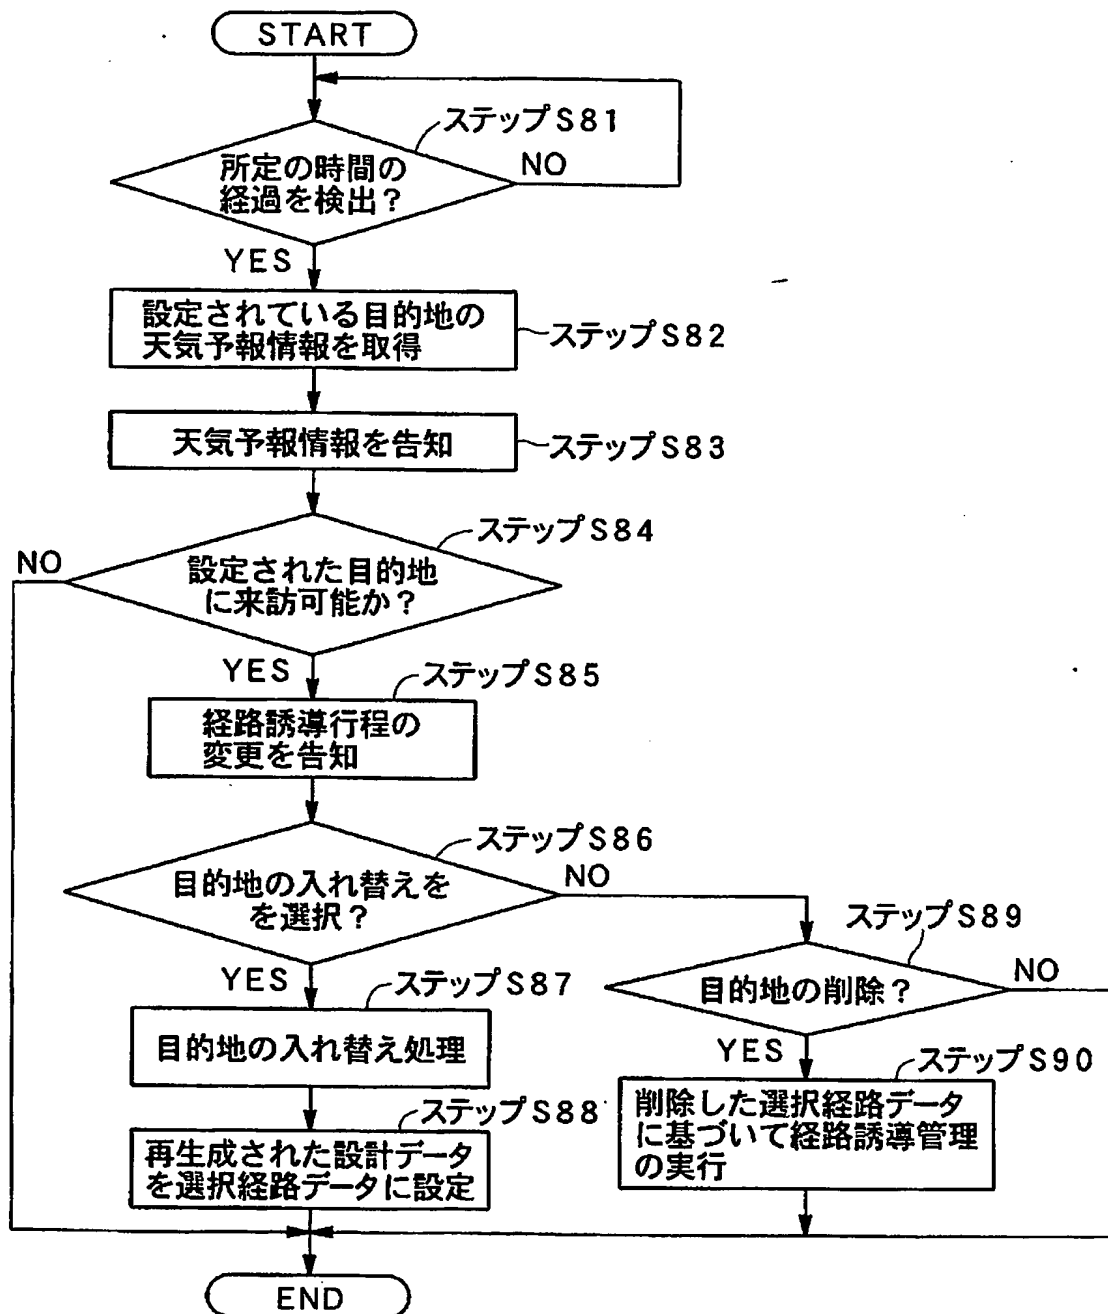 START
ステップS81
所定の時間の
経過を検出?
NO
YES
設定されている目的地の
天気予報情報を取得
ステップS82
天気予報情報を告知
ステップS83
ステップS84
NO
設定された目的地
に来訪可能か?
YES
ステップS85
経路誘導行程の
変更を告知
ステップS86
目的地の入れ替えを
を選択?
NO
YES
ステップS89
目的地の削除?
NO
YES
ステップS87
目的地の入れ替え処理
ステップS90
削除した選択経路データ
に基づいて経路誘導管理
の実行
ステップS88
再生成された設計データ
を選択経路データに設定
END